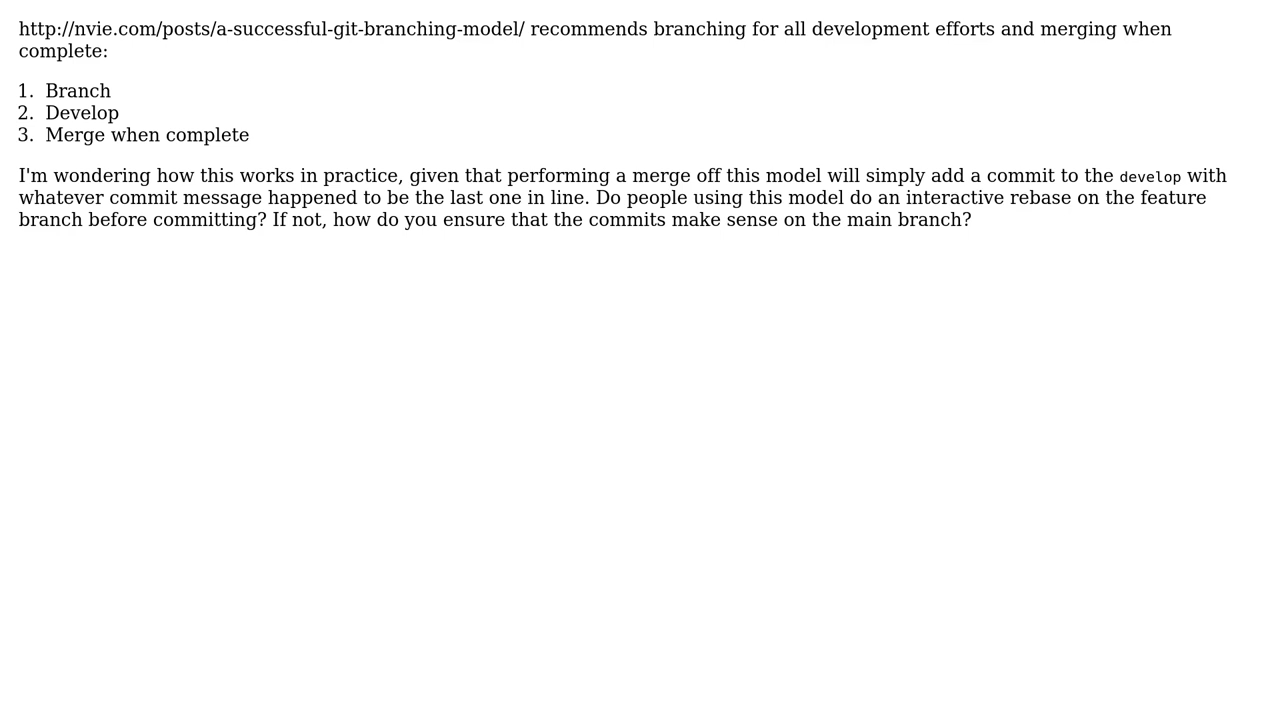 http://nvie.com/posts/a-successful-git-branching-model/ recommends branching for all development efforts and merging when
complete:
1. Branch
2. Develop
3. Merge when complete
I'm wondering how this works in practice, given that performing a merge off this model will simply add a commit to the develop with
whatever commit message happened to be the last one in line. Do people using this model do an interactive rebase on the feature
branch before committing? If not, how do you ensure that the commits make sense on the main branch?